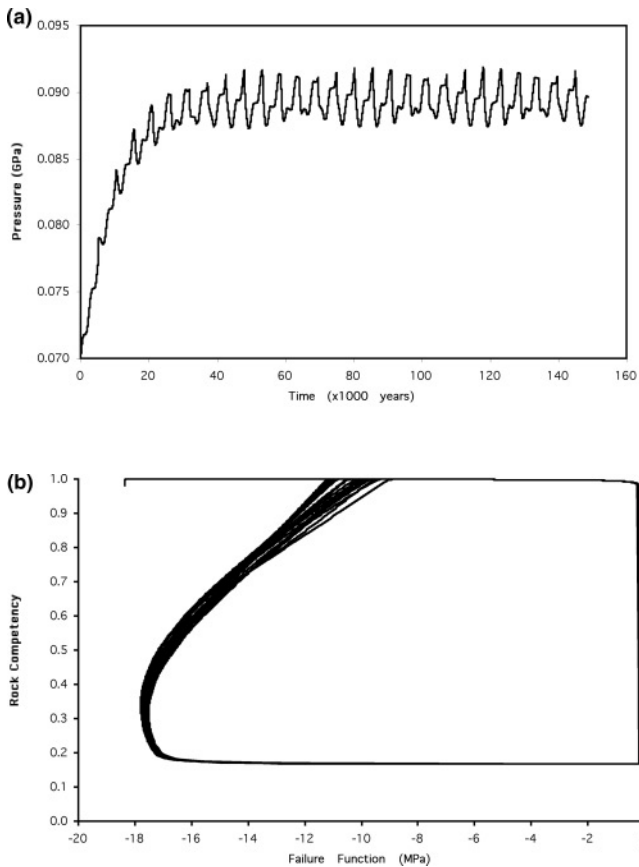 (a)
0.095
0.090
0.085
0.080
0.075
0.070
Pressure (GPa)
0 20 40 60 80 100 120 140 160
Time (x1000 years)
(b)
1.0
0.9
0.8
0.7
0.6
0.5
0.4
0.3
0.2
0.1
0.0
Rock Competency
-20 -18 -16 -14 -12 -10 -8 -6 -4 -2
Failure Function (MPa)